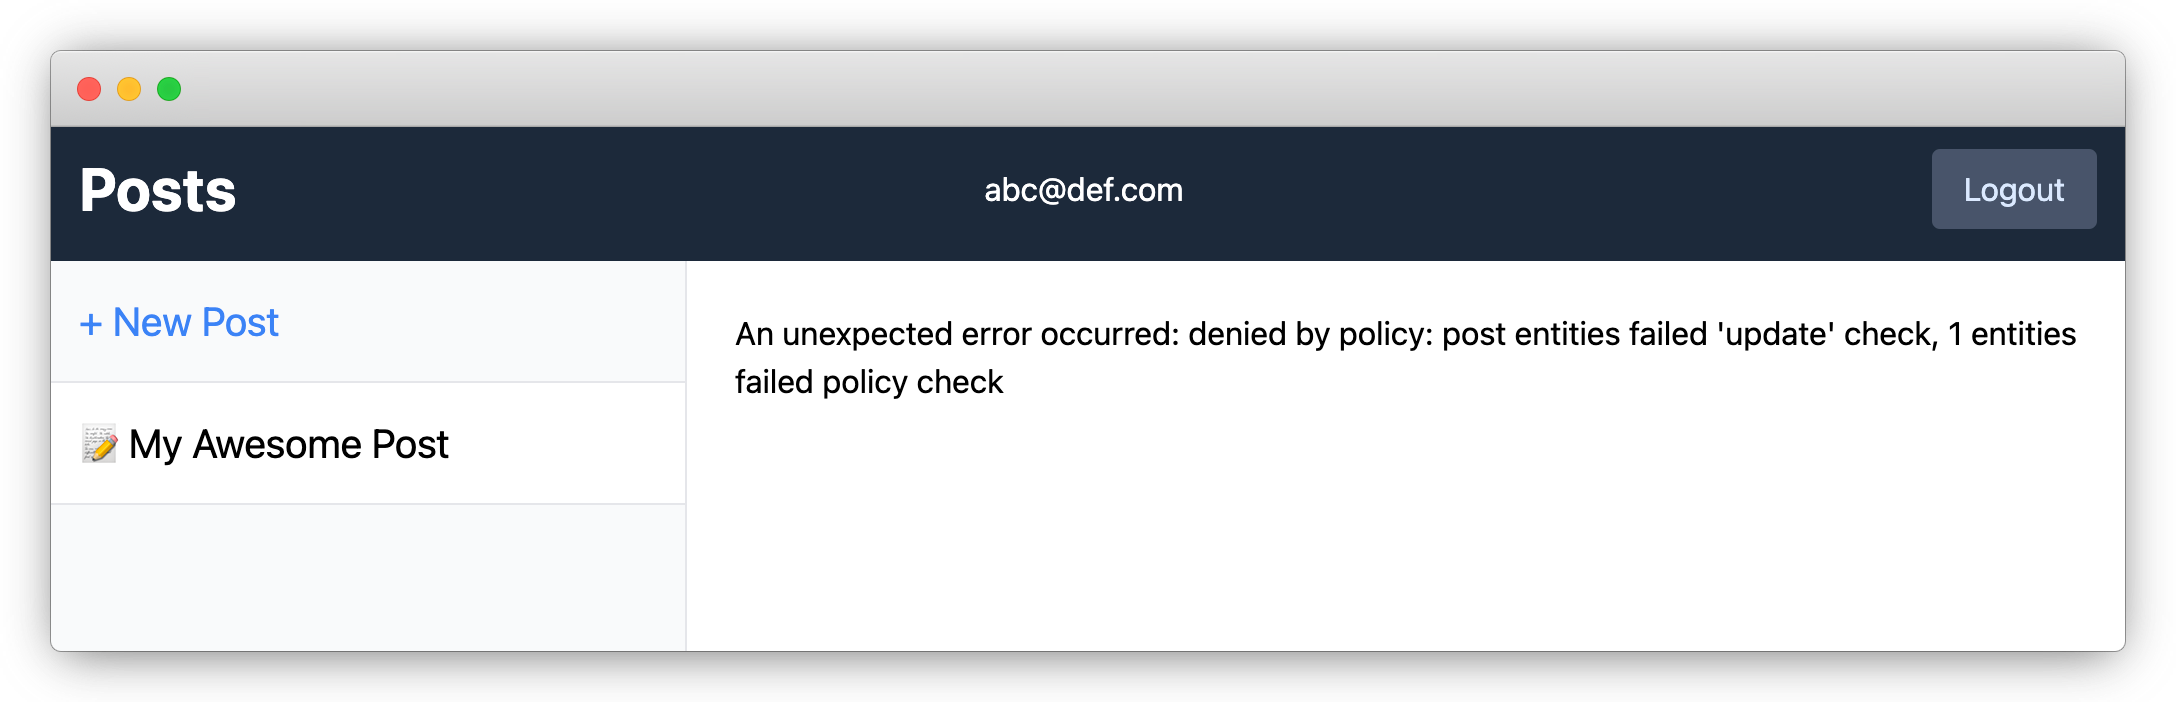 Posts
abc@def.com
Logout
+ New Post
My Awesome Post
An unexpected error occurred: denied by policy: post entities failed 'update' check, 1 entities
failed policy check